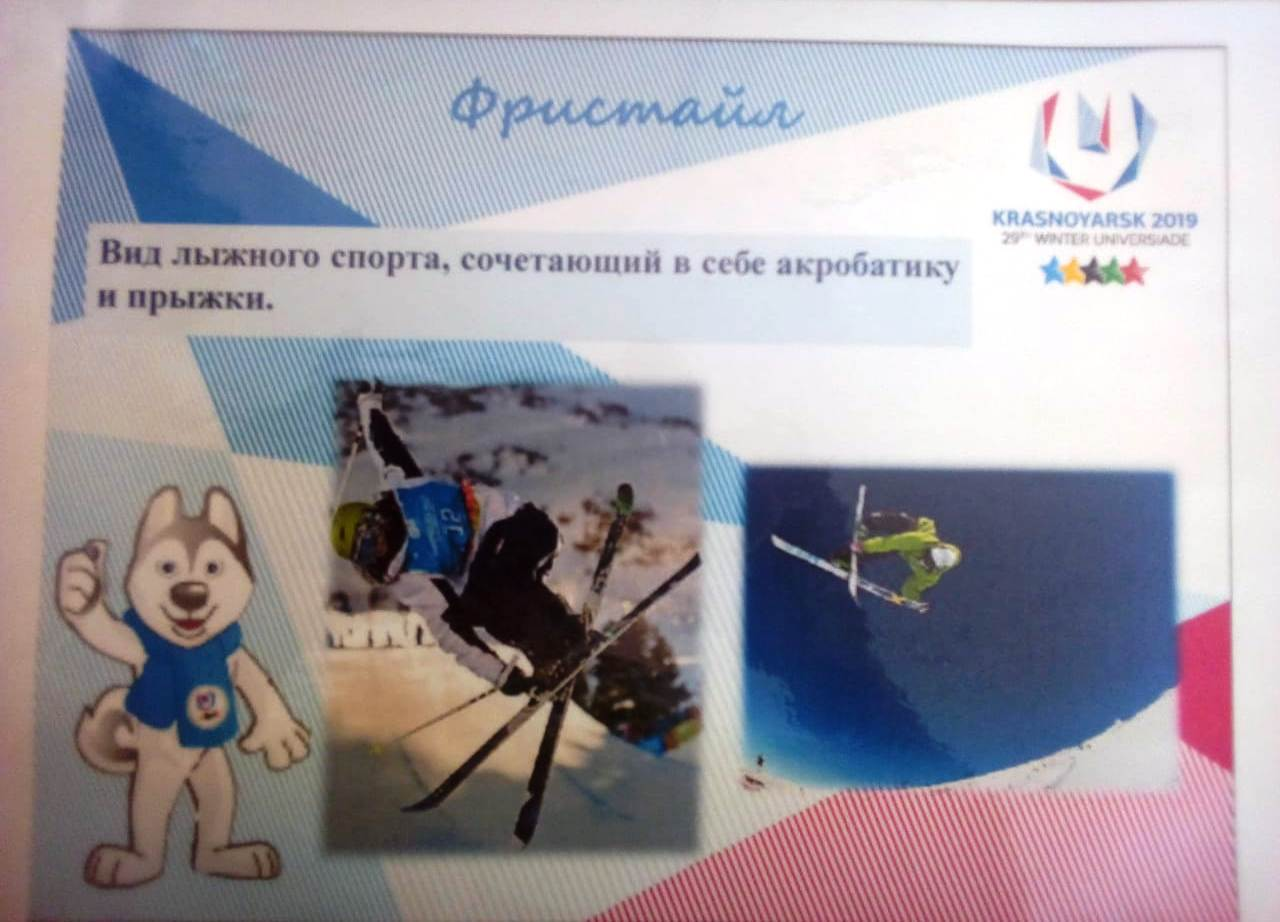 Фристайл
KRASNOYARSK 2019
29TH WINTER UNIVERSIADE
Вид лыжного спорта, сочетающий в себе акробатику
и прыжки.